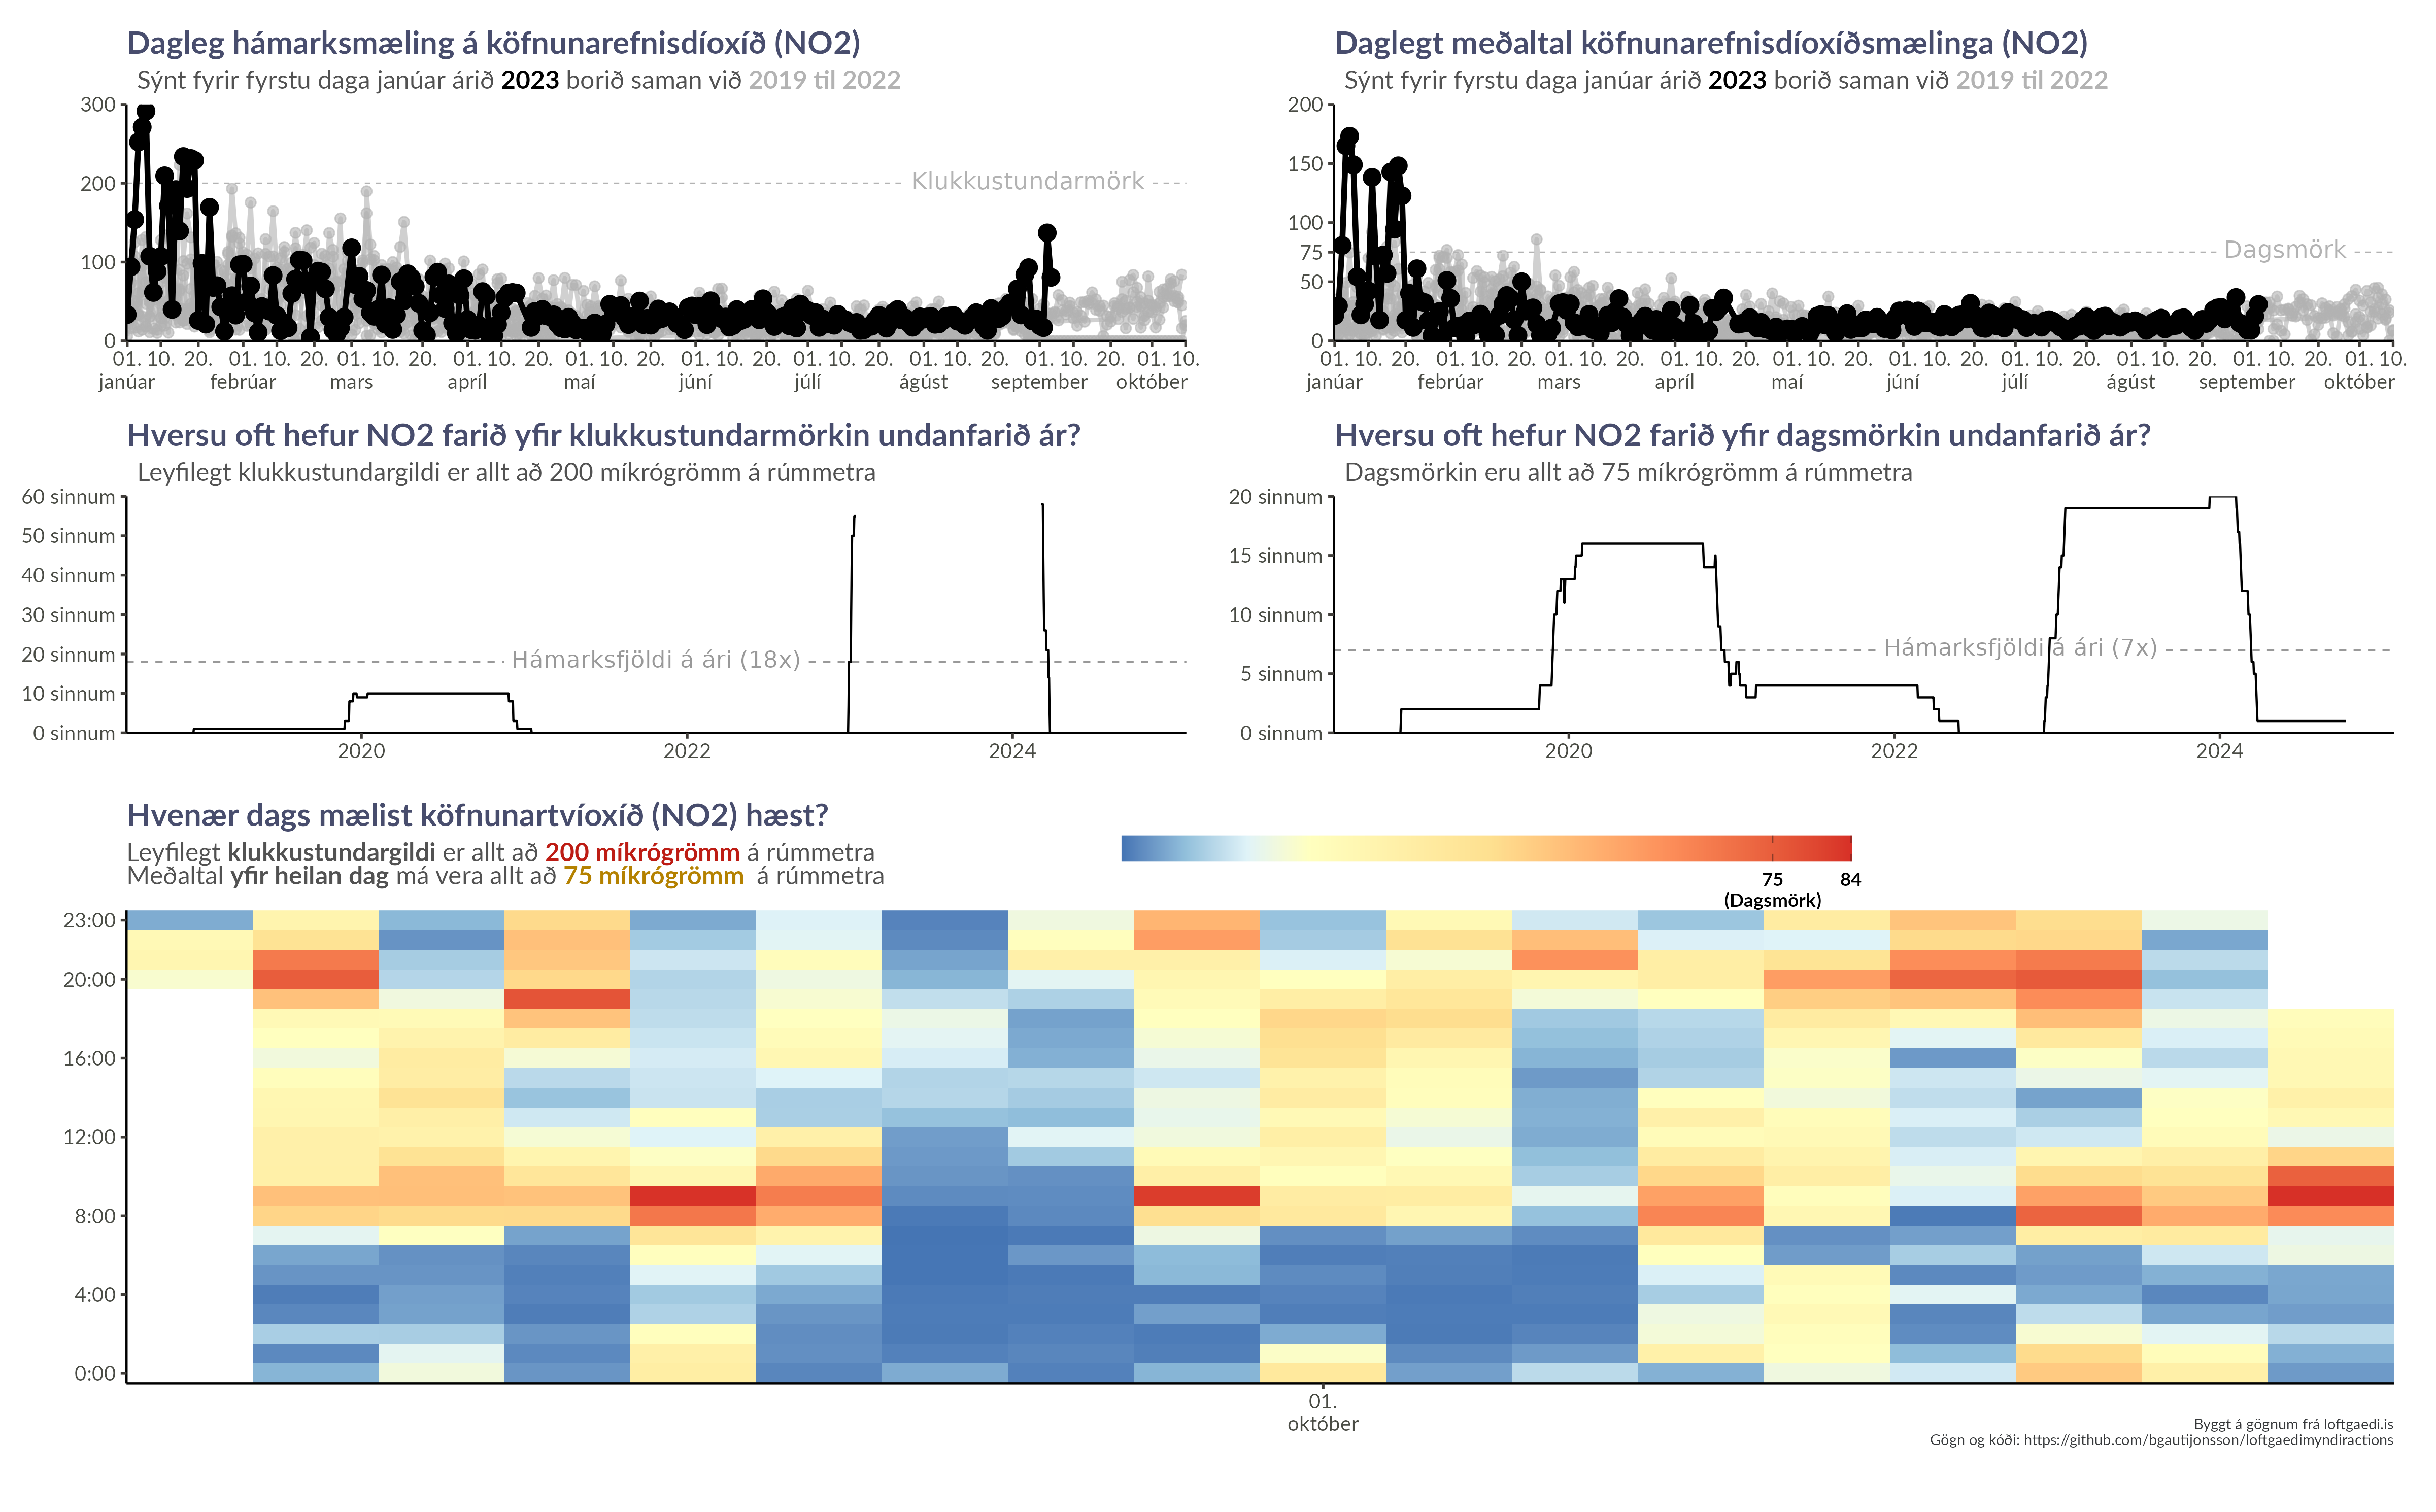 Dagleg hámarksmæling á köfnunarefnisdíoxíð (NO2)
Sýnt fyrir fyrstu daga janúar árið 2023 borið saman við 2019 til 2022
300
200
100
0
Klukkustundarmörk
01. 10. 20. 01. 10. 20. 01. 10. 20. 01. 10. 20. 01. 10. 20. 01. 10. 20. 01. 10. 20. 01. 10. 20. 01. 10. 20. 01. 10.
janúar febrúar mars apríl maí júní júlí ágúst september október
Daglegt meðaltal köfnunarefnisdíoxíðsmælinga (NO2)
Sýnt fyrir fyrstu daga janúar árið 2023 borið saman við 2019 til 2022
200
150
100
75
50
0
Dagsmörk
01. 10. 20. 01. 10. 20. 01. 10. 20. 01. 10. 20. 01. 10. 20. 01. 10. 20. 01. 10. 20. 01. 10. 20. 01. 10. 20. 01. 10.
janúar febrúar mars apríl maí júní júlí ágúst september október
Hversu oft hefur NO2 farið yfir klukkustundarmörkin undanfarið ár?
Leyfilegt klukkustundargildi er allt að 200 míkrógrömm á rúmmetra
60 sinnum
50 sinnum
40 sinnum
30 sinnum
20 sinnum
10 sinnum
0 sinnum
Hámarksfjöldi á ári (18x)
2020 2022 2024
Hversu oft hefur NO2 farið yfir dagsmörkin undanfarið ár?
Dagsmörkin eru allt að 75 míkrógrömm á rúmmetra
20 sinnum
15 sinnum
10 sinnum
5 sinnum
0 sinnum
Hámarksfjöldi á ári (7x)
2020 2022 2024
Hvenær dags mælist köfnunartvíoxíð (NO2) hæst?
Leyfilegt klukkustundargildi er allt að 200 míkrógrömm á rúmmetra
Meðaltal yfir heilan dag má vera allt að 75 míkrógrömm á rúmmetra
75 84
(Dagsmörk)
23:00
20:00
16:00
12:00
8:00
4:00
0:00
01.
október
Byggt á gögnum frá loftgaedi.is
Gögn og kóði: https://github.com/bgautijonsson/loftgaedimyndiractions